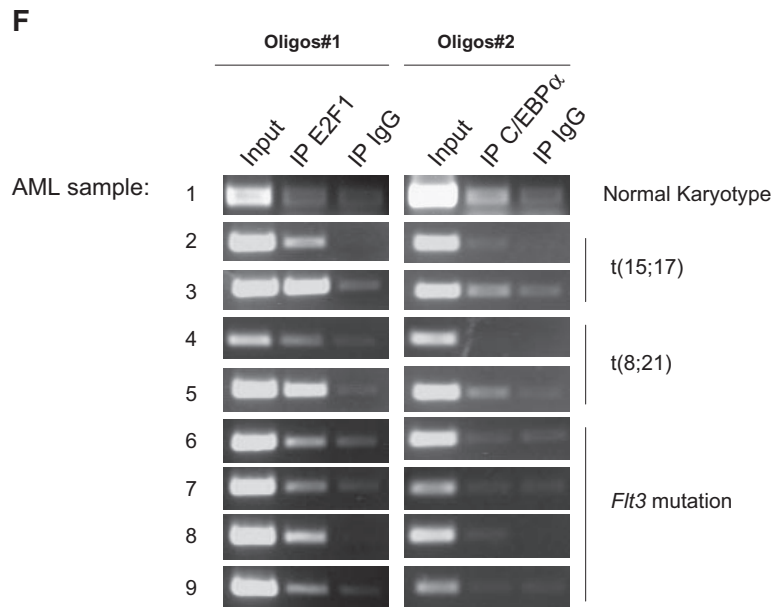 F
Oligos#1 Oligos#2
Input IP E2F1 IP IgG Input IP C/EBPα IP IgG
AML sample: 1 Normal Karyotype
2
t(15;17)
3
4
t(8;21)
5
6
7
Flt3 mutation
8
9